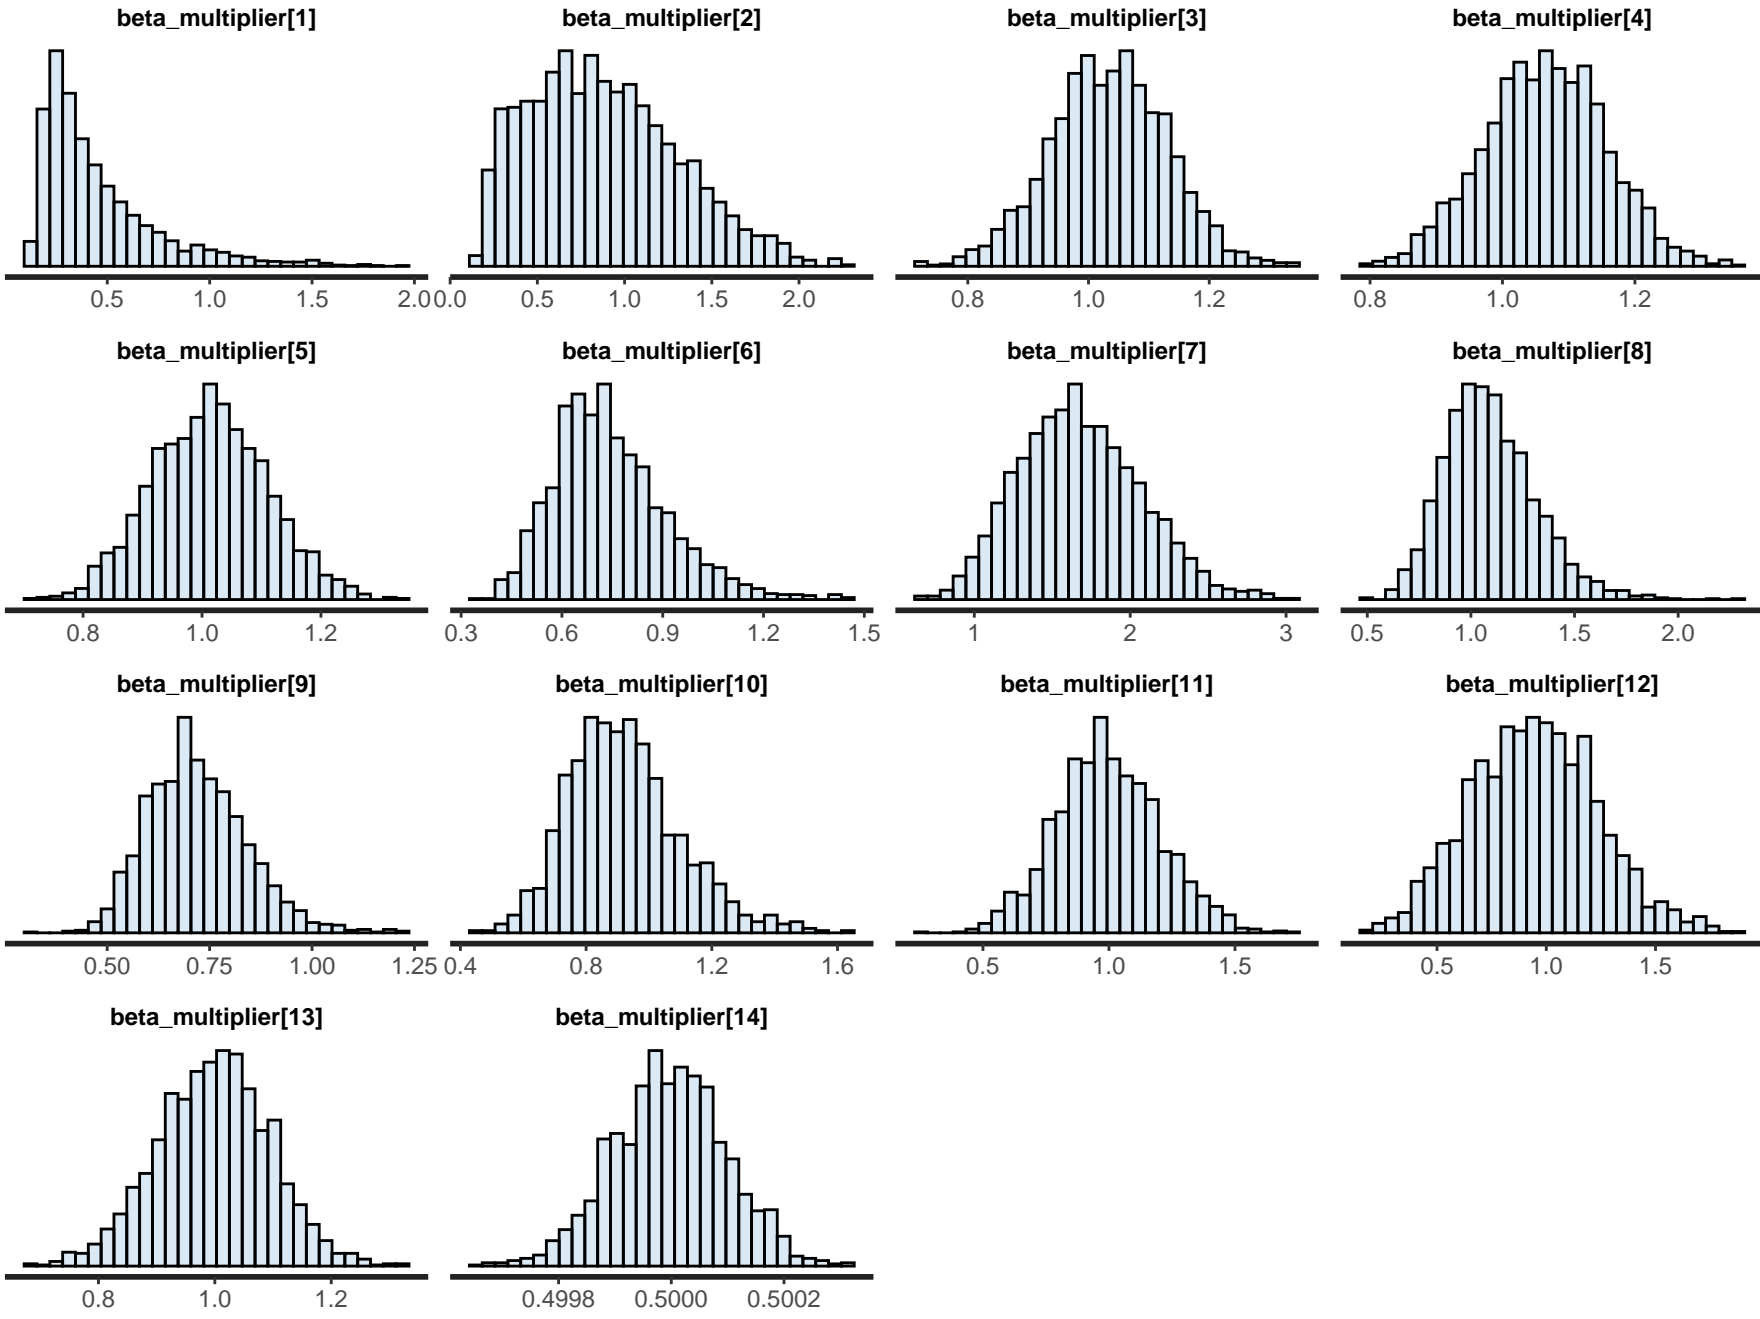 beta_multiplier[1] beta_multiplier[2] beta_multiplier[3] beta_multiplier[4]
0.5 1.0 1.5 2.0 0.0 0.5 1.0 1.5 2.0 0.8 1.0 1.2 0.8 1.0 1.2
beta_multiplier[5] beta_multiplier[6] beta_multiplier[7] beta_multiplier[8]
0.8 1.0 1.2 0.3 0.6 0.9 1.2 1.5 1 2 3 0.5 1.0 1.5 2.0
beta_multiplier[9] beta_multiplier[10] beta_multiplier[11] beta_multiplier[12]
0.50 0.75 1.00 1.25 0.4 0.8 1.2 1.6 0.5 1.0 1.5 0.5 1.0 1.5
beta_multiplier[13] beta_multiplier[14]
0.8 1.0 1.2 0.4998 0.5000 0.5002